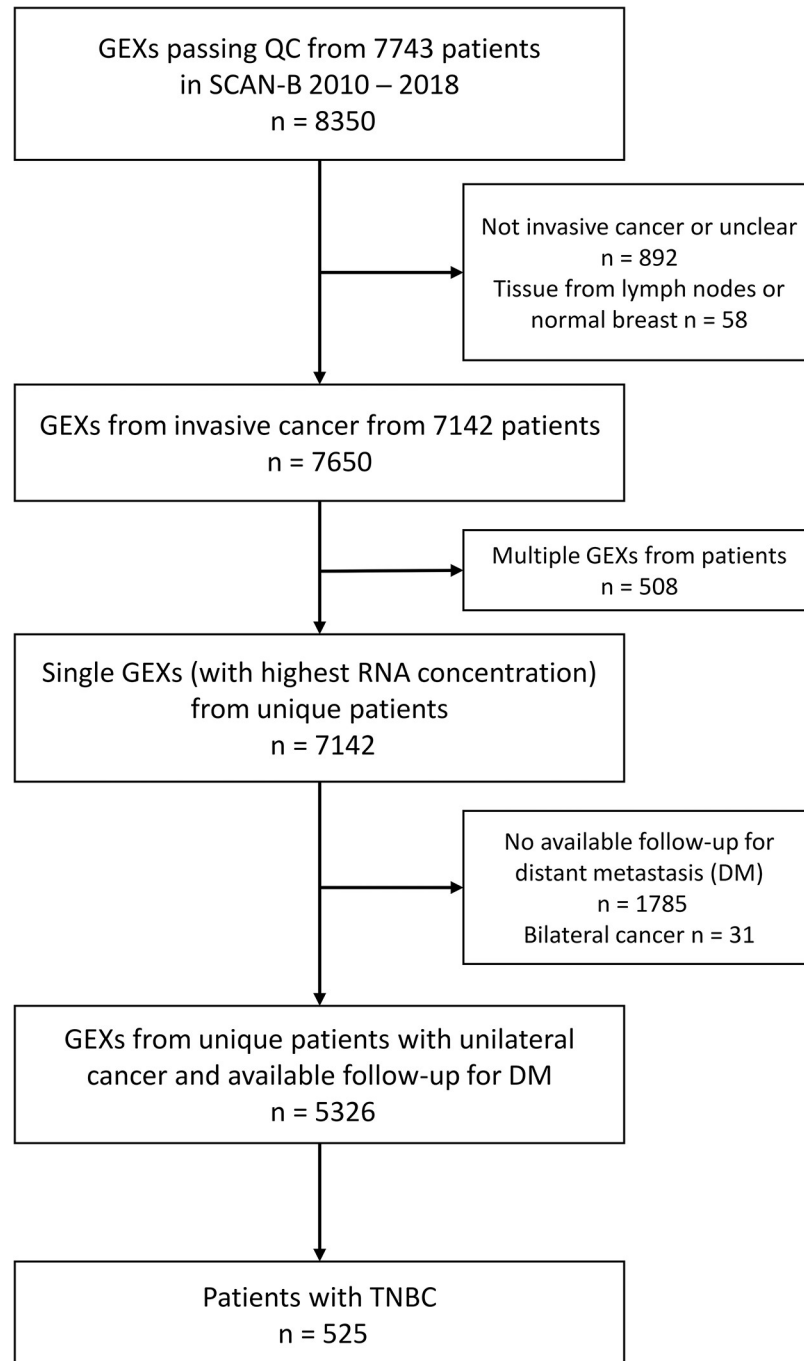 GEXs passing QC from 7743 patients
in SCAN-B 2010 – 2018
n = 8350
Not invasive cancer or unclear
n = 892
Tissue from lymph nodes or
normal breast n = 58
GEXs from invasive cancer from 7142 patients
n = 7650
Multiple GEXs from patients
n = 508
Single GEXs (with highest RNA concentration)
from unique patients
n = 7142
No available follow-up for
distant metastasis (DM)
n = 1785
Bilateral cancer n = 31
GEXs from unique patients with unilateral
cancer and available follow-up for DM
n = 5326
Patients with TNBC
n = 525